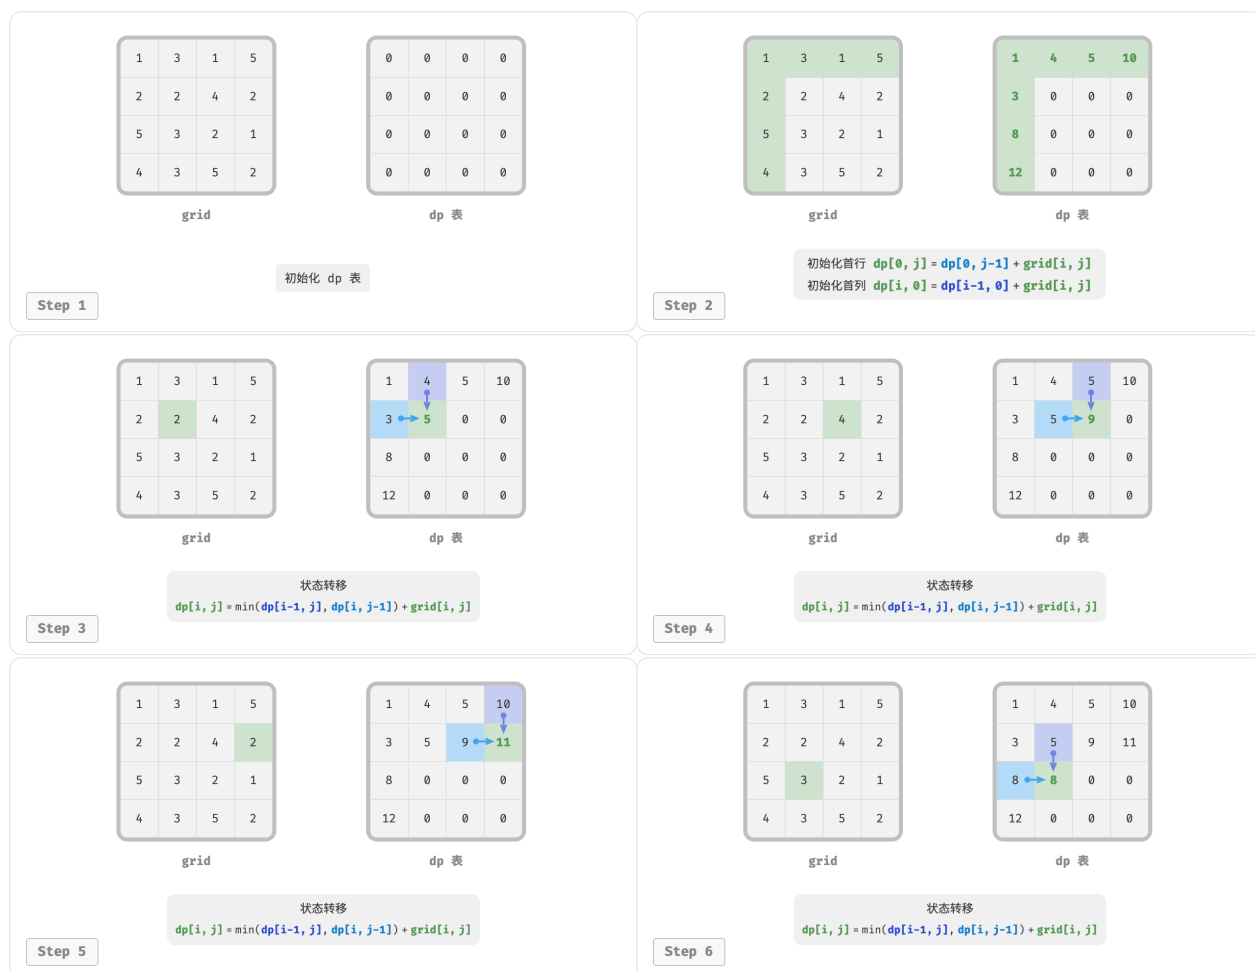 1 3 1 5 0 0 0 0
2 2 4 2 0 0 0 0
5 3 2 1 0 0 0 0
4 3 5 2 0 0 0 0
grid dp 表
初始化 dp 表
Step 1
1 3 1 5 1 4 5 10
2 2 4 2 3 0 0 0
5 3 2 1 8 0 0 0
4 3 5 2 12 0 0 0
grid dp 表
初始化首行 dp[0, j] = dp[0, j-1] + grid[i, j]
初始化首列 dp[i, 0] = dp[i-1, 0] + grid[i, j]
Step 2
1 3 1 5 1 4 5 10
2 2 4 2 3 5 0 0
5 3 2 1 8 0 0 0
4 3 5 2 12 0 0 0
grid dp 表
状态转移
dp[i, j] = min(dp[i-1, j], dp[i, j-1]) + grid[i, j]
Step 3
1 3 1 5 1 4 5 10
2 2 4 2 3 5 9 0
5 3 2 1 8 0 0 0
4 3 5 2 12 0 0 0
grid dp 表
状态转移
dp[i, j] = min(dp[i-1, j], dp[i, j-1]) + grid[i, j]
Step 4
1 3 1 5 1 4 5 10
2 2 4 2 3 5 9 11
5 3 2 1 8 0 0 0
4 3 5 2 12 0 0 0
grid dp 表
状态转移
dp[i, j] = min(dp[i-1, j], dp[i, j-1]) + grid[i, j]
Step 5
1 3 1 5 1 4 5 10
2 2 4 2 3 5 9 11
5 3 2 1 8 8 0 0
4 3 5 2 12 0 0 0
grid dp 表
状态转移
dp[i, j] = min(dp[i-1, j], dp[i, j-1]) + grid[i, j]
Step 6